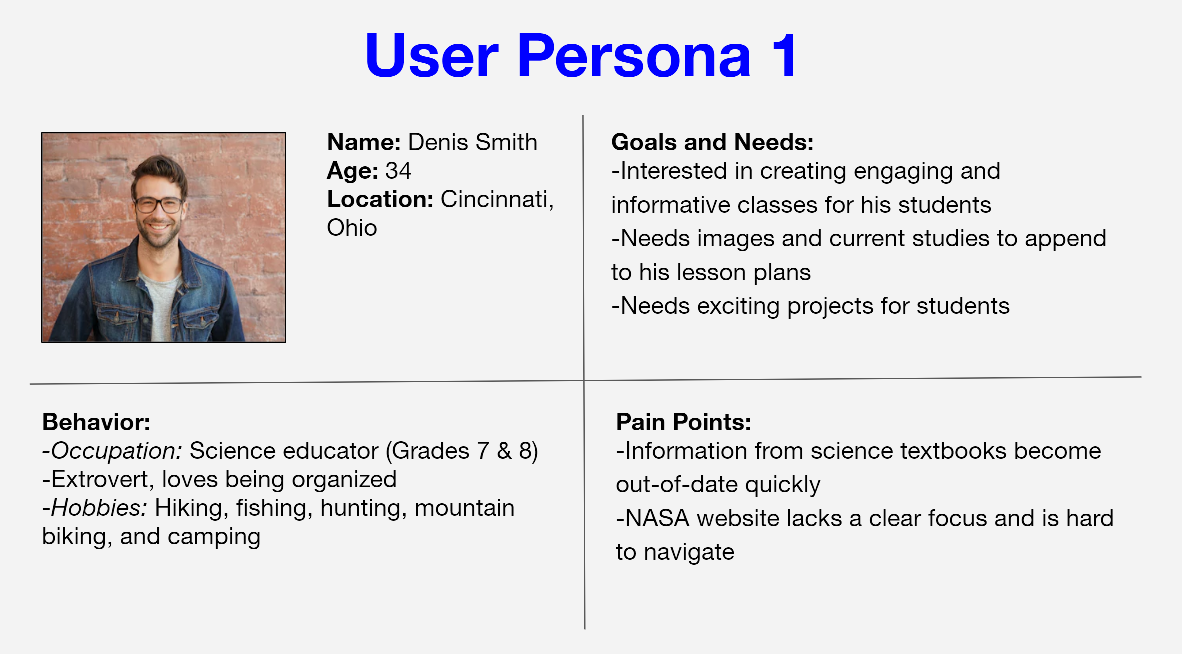 User Persona 1
Name: Denis Smith
Age: 34
Location: Cincinnati,
Ohio
Goals and Needs:
-Interested in creating engaging and
informative classes for his students
-Needs images and current studies to append
to his lesson plans
-Needs exciting projects for students
Behavior:
-Occupation: Science educator (Grades 7 & 8)
-Extrovert, loves being organized
-Hobbies: Hiking, fishing, hunting, mountain
biking, and camping
Pain Points:
-Information from science textbooks become
out-of-date quickly
-NASA website lacks a clear focus and is hard
to navigate